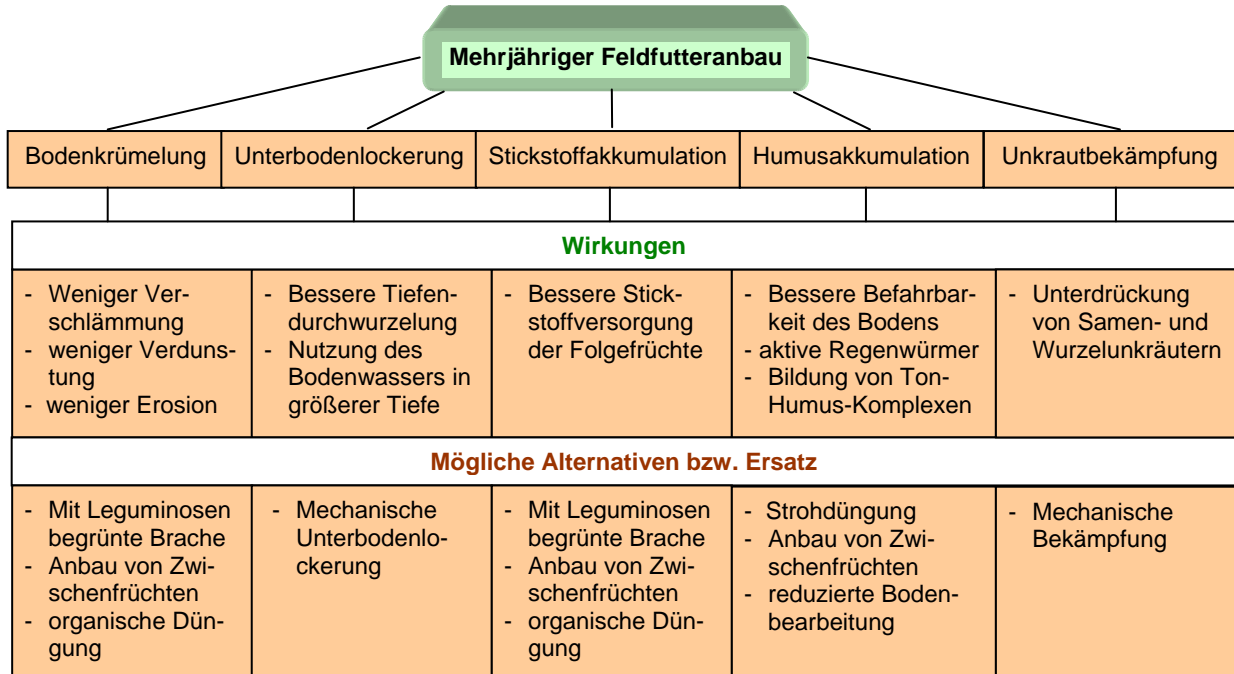 Mehrjähriger Feldfutteranbau
Bodenkrümelung
Unterbodenlockerung
Stickstoffakkumulation
Humusakkumulation
Unkrautbekämpfung
Wirkungen
- Weniger Ver-
schlämmung
- weniger Verduns-
tung
- weniger Erosion
- Bessere Tiefen-
durchwurzelung
- Nutzung des
Bodenwassers in
größerer Tiefe
- Bessere Stick-
stoffversorgung
der Folgefrüchte
- Bessere Befahrbar-
keit des Bodens
- aktive Regenwürmer
- Bildung von Ton-
Humus-Komplexen
- Unterdrückung
von Samen- und
Wurzelunkräutern
Mögliche Alternativen bzw. Ersatz
- Mit Leguminosen
begrünte Brache
- Anbau von Zwi-
schenfrüchten
- organische Dün-
gung
- Mechanische
Unterbodenlo-
ckerung
- Mit Leguminosen
begrünte Brache
- Anbau von Zwi-
schenfrüchten
- organische Dün-
gung
- Strohdüngung
- Anbau von Zwi-
schenfrüchten
- reduzierte Boden-
bearbeitung
- Mechanische
Bekämpfung